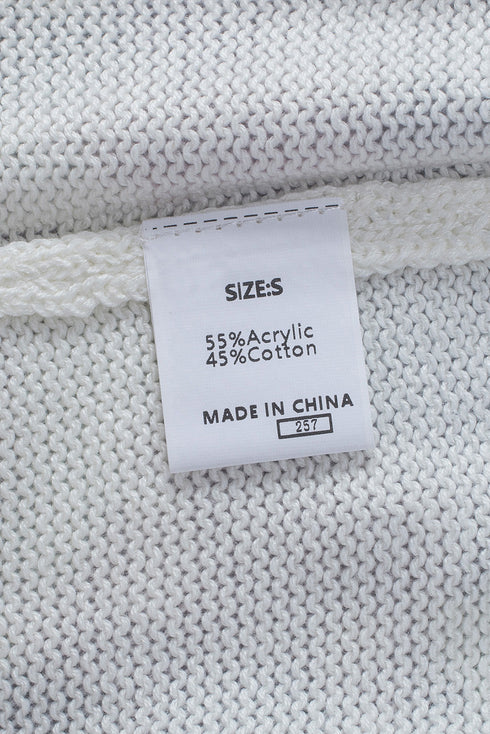 SIZE:S
55%Acrylic
45%Cotton
MADE IN CHINA
257